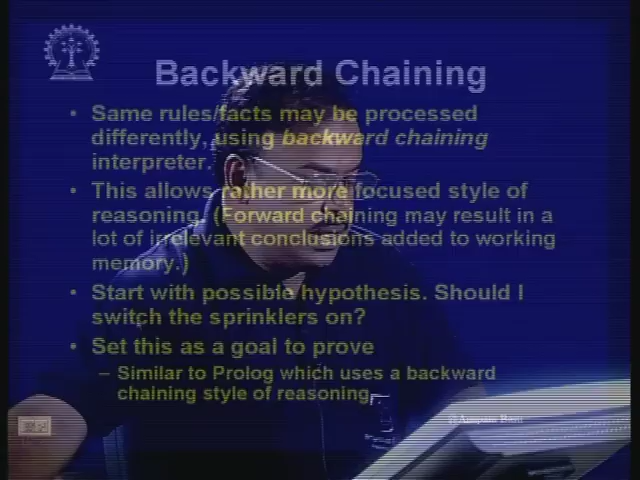 Backward Chaining
• Same rules/facts may be processed
differently, using backward chaining
interpreter.
• This allows rather more focused style of
reasoning. (Forward chaining may result in a
lot of irrelevant conclusions added to working
memory.)
• Start with possible hypothesis. Should I
switch the sprinklers on?
• Set this as a goal to prove
– Similar to Prolog which uses a backward
chaining style of reasoning.
©Anupam Basu